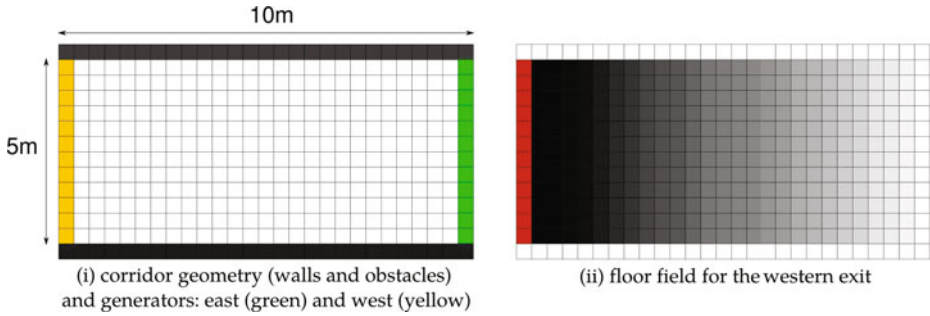 10m
5m
(i) corridor geometry (walls and obstacles)
and generators: east (green) and west (yellow)
(ii) floor field for the western exit